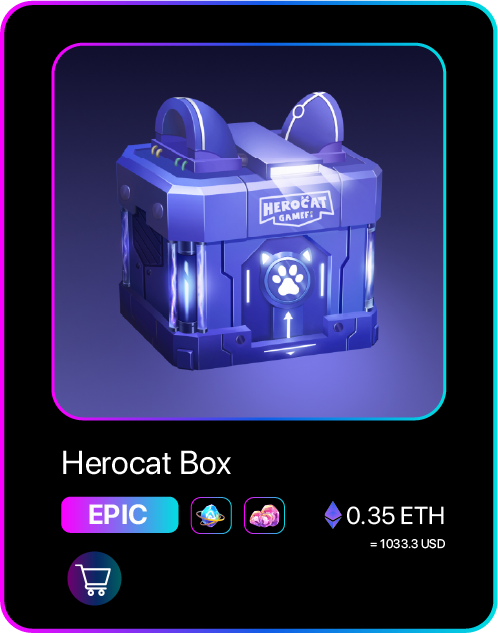 HEROCAT
GAMEFI
Herocat Box
EPIC
0.35 ETH
= 1033.3 USD